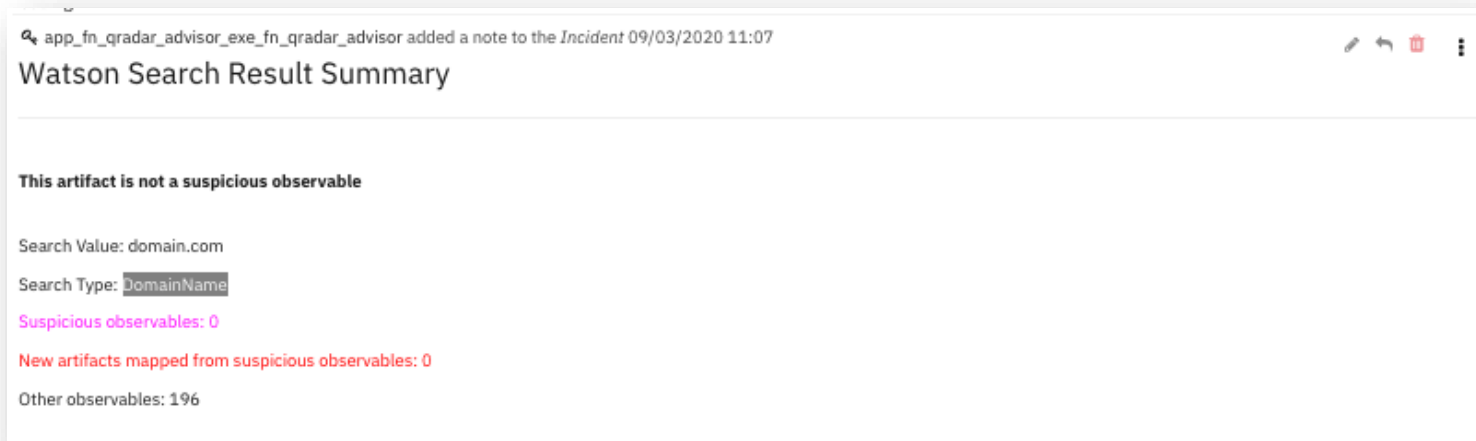 app_fn_qradar_advisor_exe_fn_qradar_advisor added a note to the Incident 09/03/2020 11:07
Watson Search Result Summary
This artifact is not a suspicious observable
Search Value: domain.com
Search Type: DomainName
Suspicious observables: 0
New artifacts mapped from suspicious observables: 0
Other observables: 196